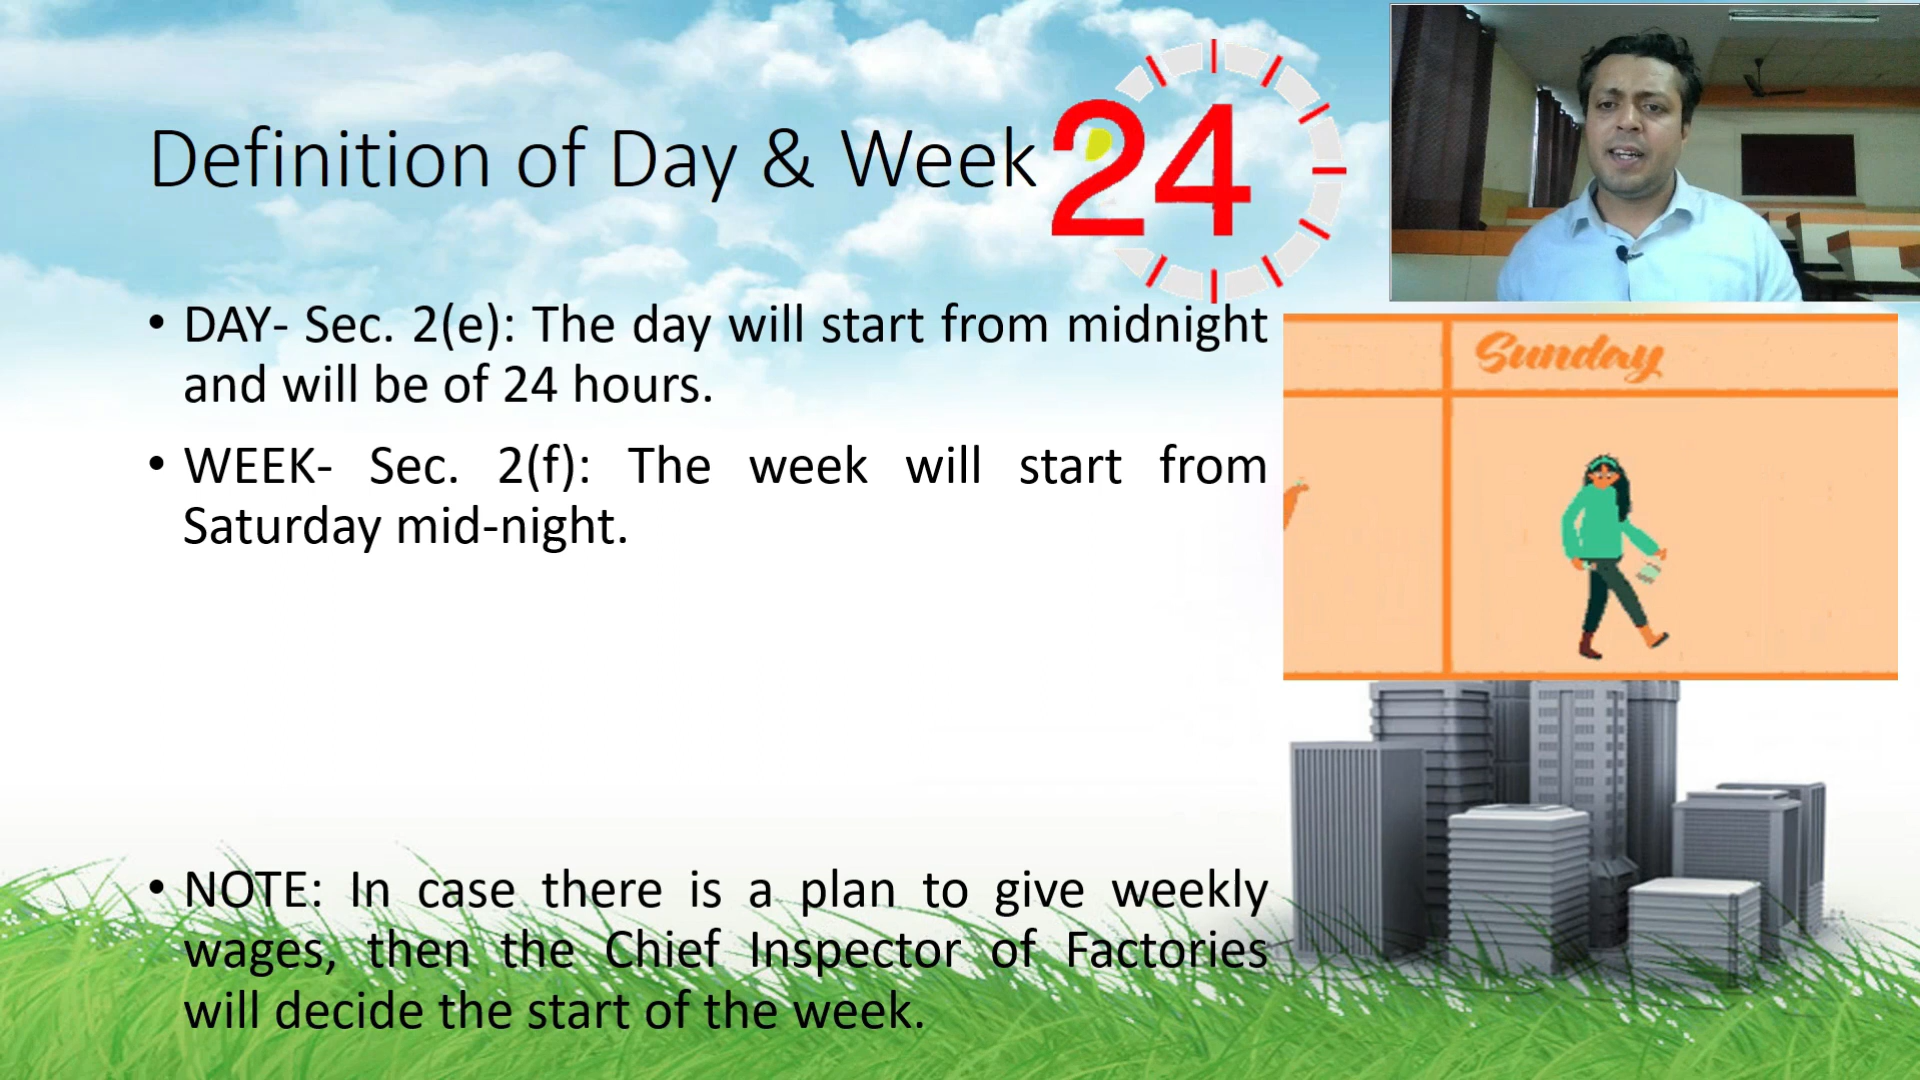 Definition of Day & Week
24
• DAY- Sec. 2(e): The day will start from midnight
and will be of 24 hours.
• WEEK- Sec. 2(f): The week will start from
Saturday mid-night.
Sunday
• NOTE: In case there is a plan to give weekly
wages, then the Chief Inspector of Factories
will decide the start of the week.